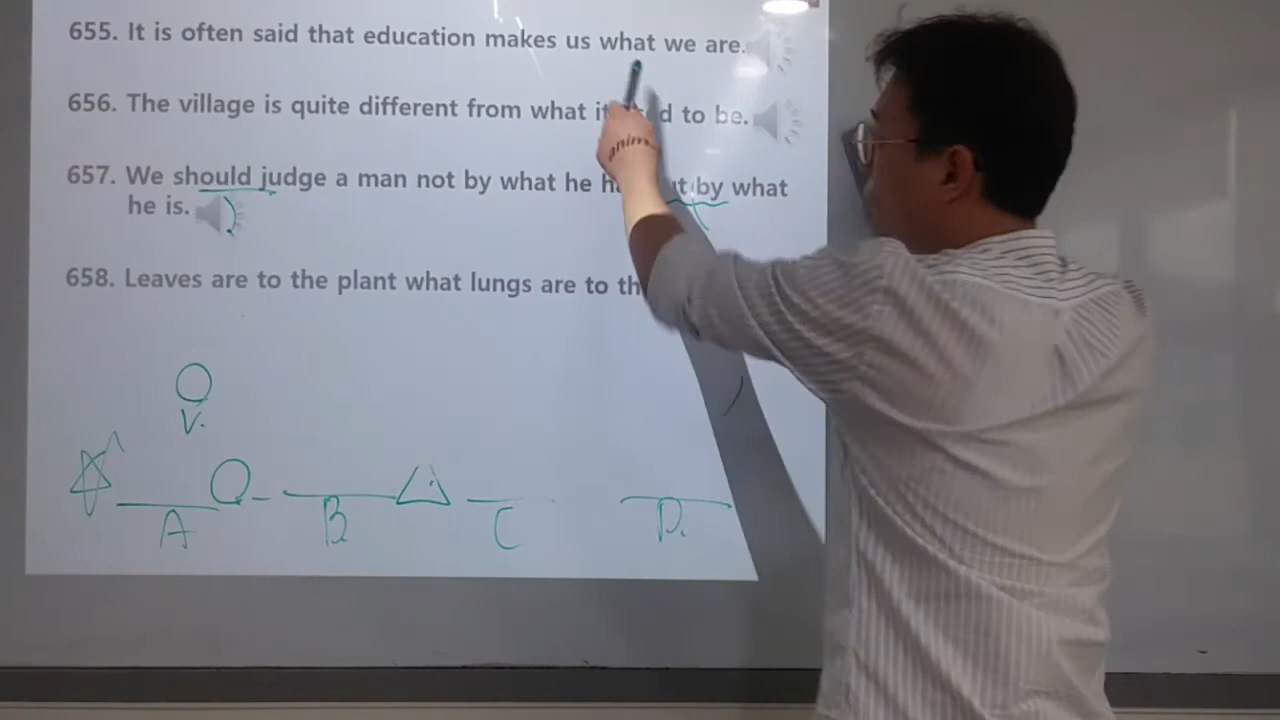 655. It is often said that education makes us what we are.
656. The village is quite different from what it to be.
657. We should judge a man not by what he by what
he is.
658. Leaves are to the plant what lungs are to
V.
A B C D.